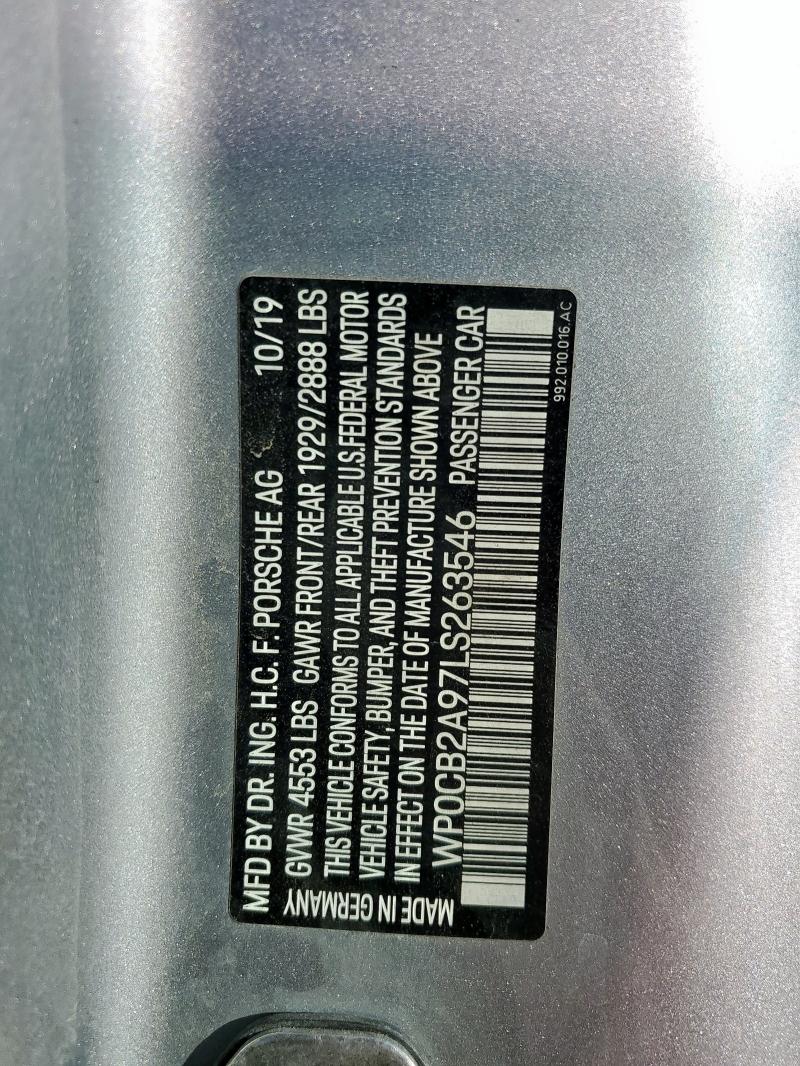 MFD BY DR. ING. H.C. F. PORSCHE AG 10/19
GVWR 4553 LBS GAWR FRONT/REAR 1929/2888 LBS
THIS VEHICLE CONFORMS TO ALL APPLICABLE U.S.FEDERAL MOTOR
VEHICLE SAFETY, BUMPER, AND THEFT PREVENTION STANDARDS
IN EFFECT ON THE DATE OF MANUFACTURE SHOWN ABOVE
WP0CB2A97LS263546 PASSENGER CAR
MADE IN GERMANY
992.010.016.AC